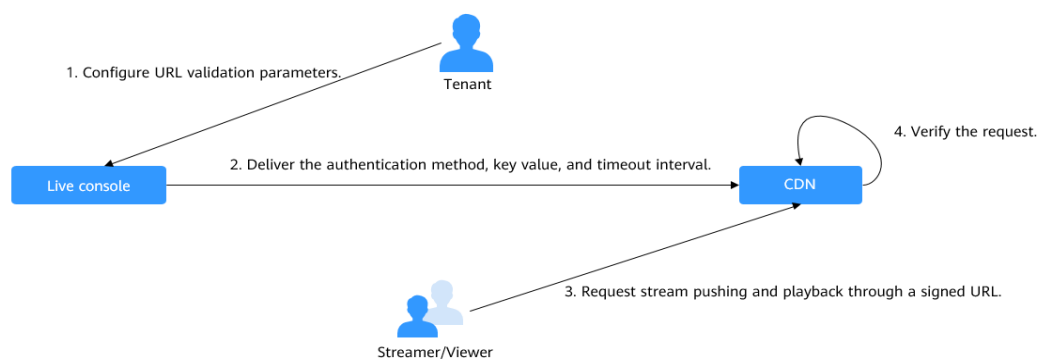 Tenant
1. Configure URL validation parameters.
4. Verify the request.
2. Deliver the authentication method, key value, and timeout interval.
Live console
CDN
3. Request stream pushing and playback through a signed URL.
Streamer/Viewer